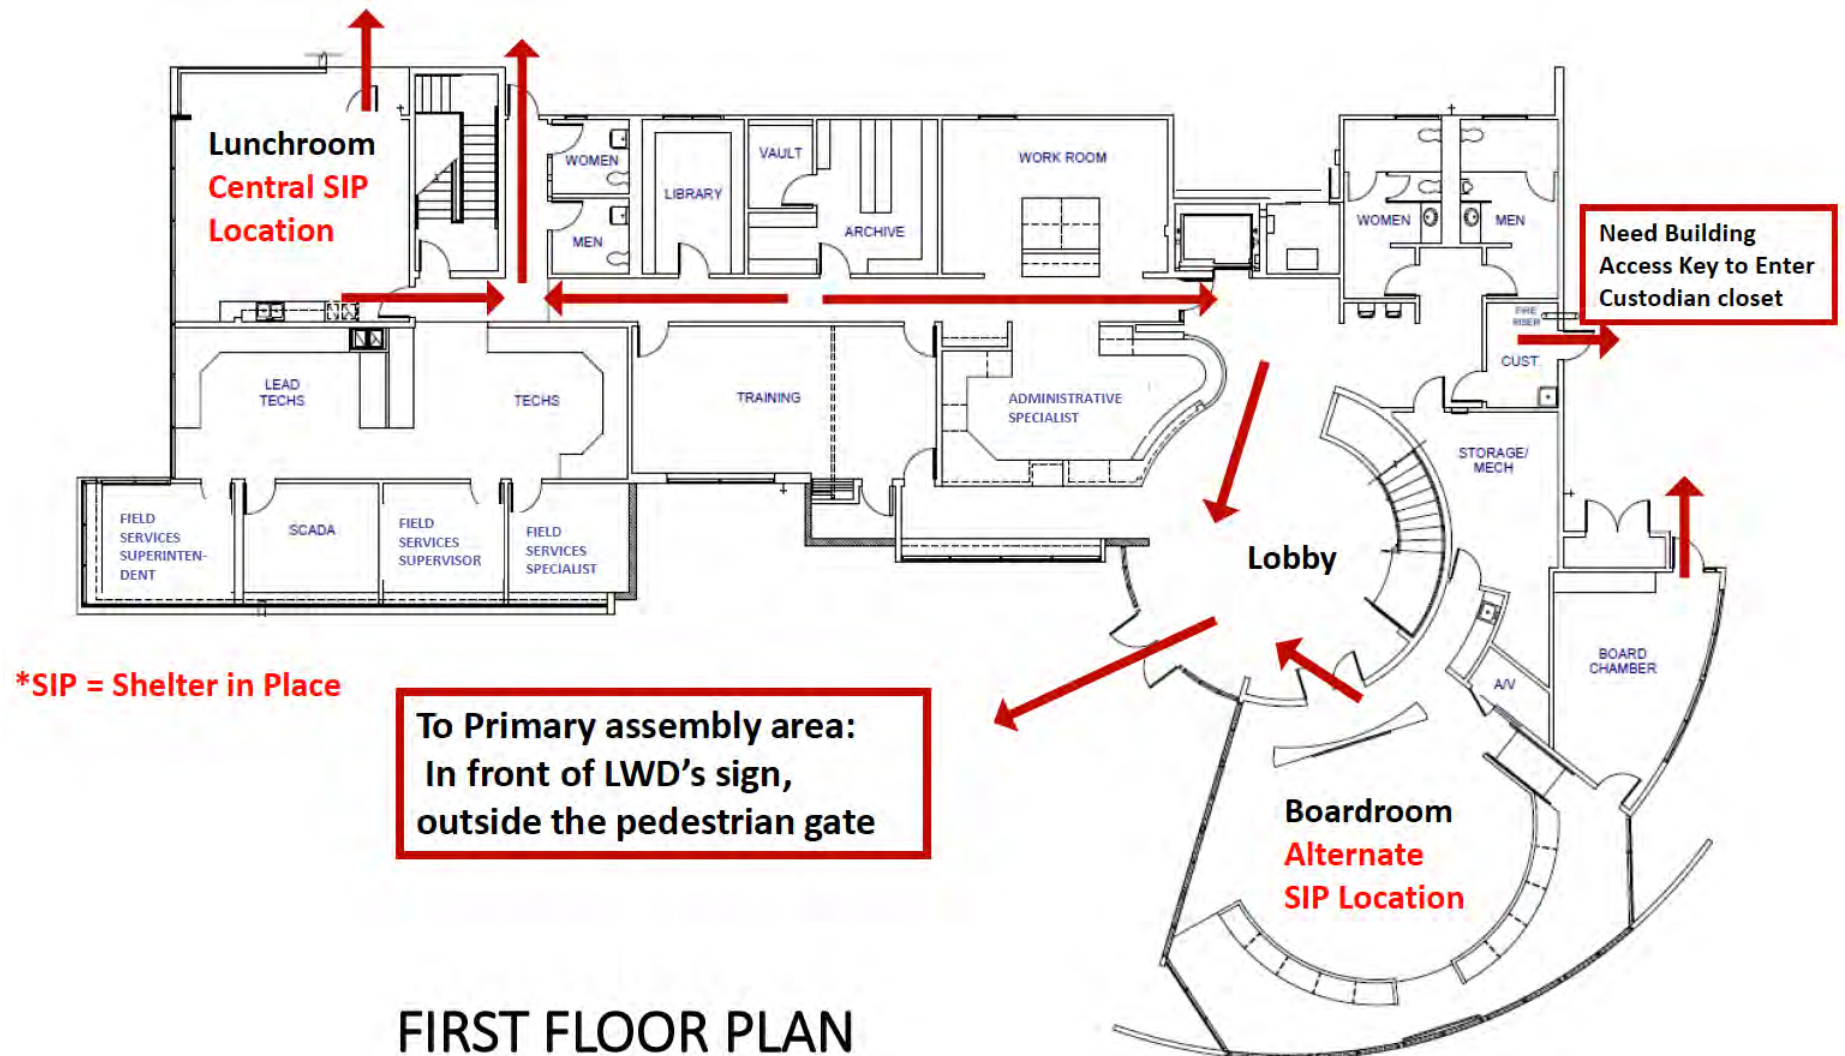 Lunchroom
Central SIP
Location
WOMEN
MEN
LIBRARY
VAULT
ARCHIVE
WORK ROOM
WOMEN
MEN
Need Building
Access Key to Enter
Custodian closet
FIRE
RISER
CUST.
LEAD
TECHS
TECHS
TRAINING
ADMINISTRATIVE
SPECIALIST
STORAGE/
MECH
FIELD
SERVICES
SUPERINTEN-
DENT
SCADA
FIELD
SERVICES
SUPERVISOR
FIELD
SERVICES
SPECIALIST
Lobby
BOARD
CHAMBER
A/V
*SIP = Shelter in Place
To Primary assembly area:
In front of LWD’s sign,
outside the pedestrian gate
Boardroom
Alternate
SIP Location
FIRST FLOOR PLAN